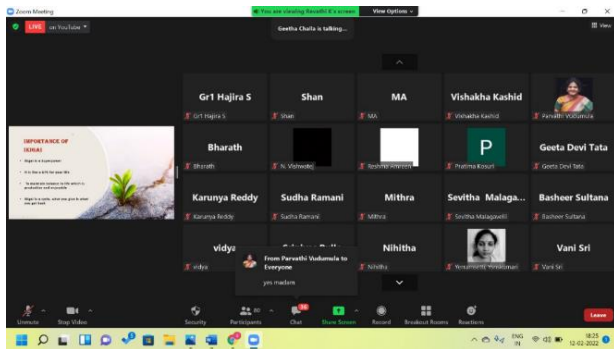 Zoom Meeting
You are viewing Revathi K's screen
View Options
LIVE on YouTube
Geetha Challa is talking...
View
Gr1 Hajira S
Shan
MA
Vishakha Kashid
Gr1 Hajira S
Shan
MA
Vishakha Kashid
Parvathi Vudumula
IMPORTANCE OF
IKIGAI
Bharath
P
Geeta Devi Tata
Bharath
N. Vishwatej
Pratima Kasuri
Geeta Devi Tata
Karunya Reddy
Sudha Ramani
Mithra
Sevitha Malaga...
Basheer Sultana
Karunya Reddy
Sudha Ramani
Mithra
Sevitha Malagavelli
Basheer Sultana
vidya
Nihitha
Vani Sri
vidya
Nihitha
Vani Sri
From Parvathi Vudumula to
Everyone
yes madam
Unmute
Stop Video
Security
Participants
Chat
Share Screen
Record
Breakout Rooms
Reactions
Leave
ENG
IN
18:25
12-02-2022